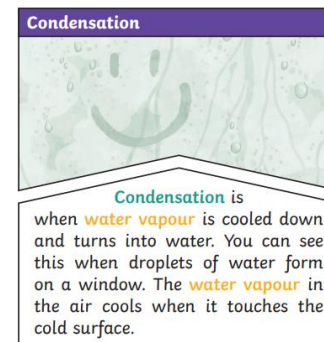 Condensation
Condensation is
when water vapour is cooled down
and turns into water. You can see
this when droplets of water form
on a window. The water vapour in
the air cools when it touches the
cold surface.